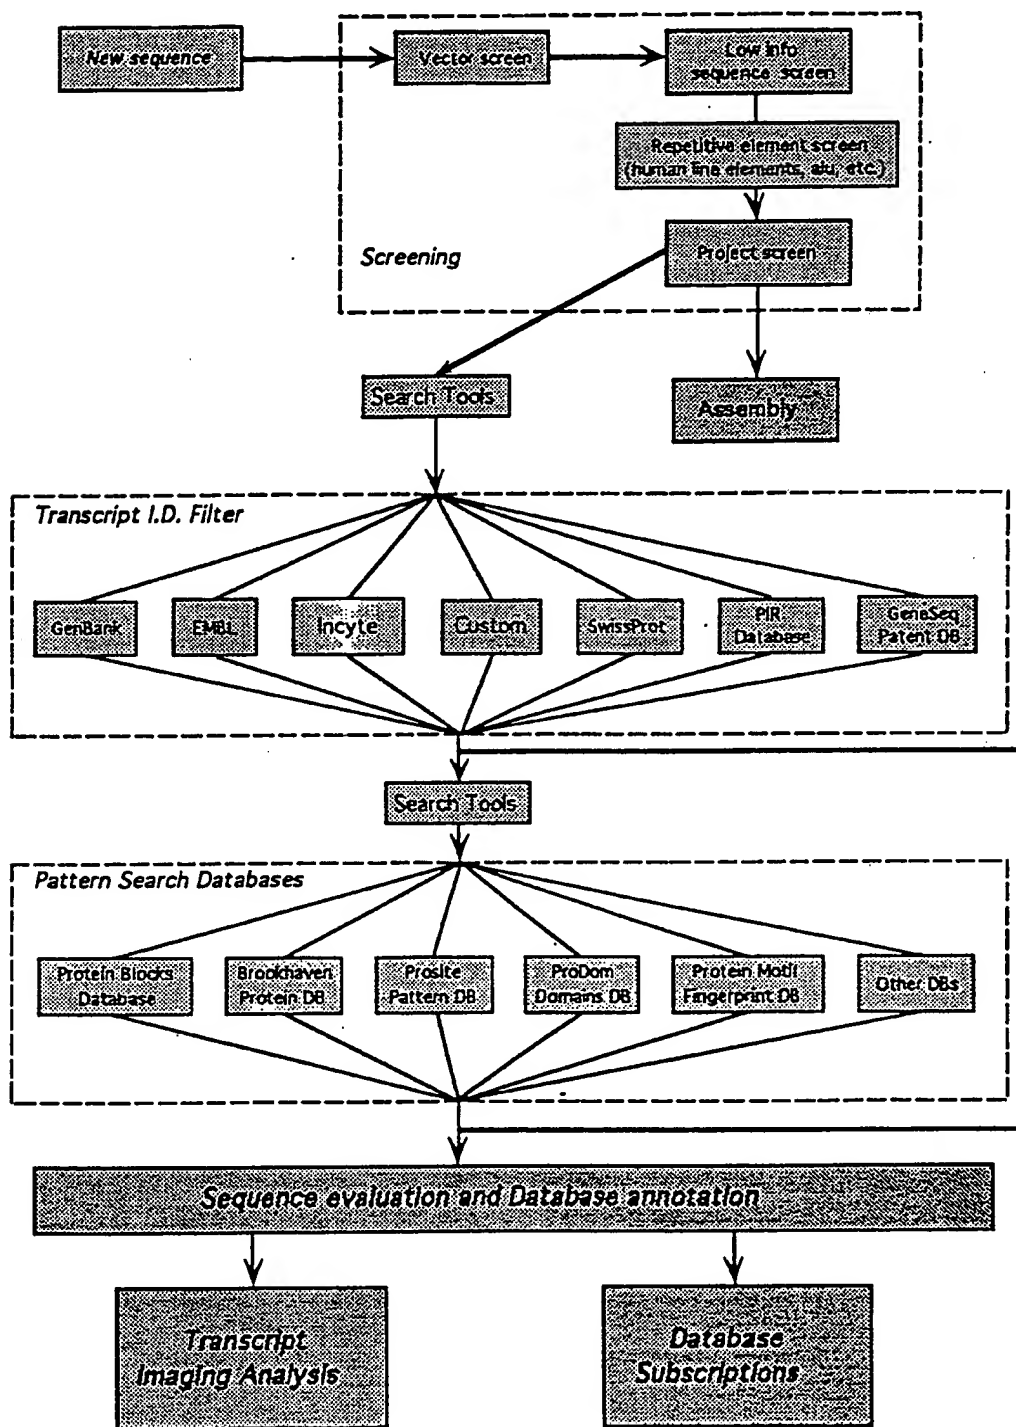 New sequence
Vector screen
Low info
sequence screen
Repetitive element screen
(human line elements, alu, etc.)
Screening
Project screen
Search Tools
Assembly
Transcript I.D. Filter
GenBank
EMBL
Incyte
Custom
SwissProt
PIR
Database
GeneSeq
Patent DB
Search Tools
Pattern Search Databases
Protein Blocks
Database
Brookhaven
Protein DB
Prosite
Pattern DB
ProDom
Domains DB
Protein Motif
Fingerprint DB
Other DBs
Sequence evaluation and Database annotation
Transcript
Imaging Analysis
Database
Subscriptions